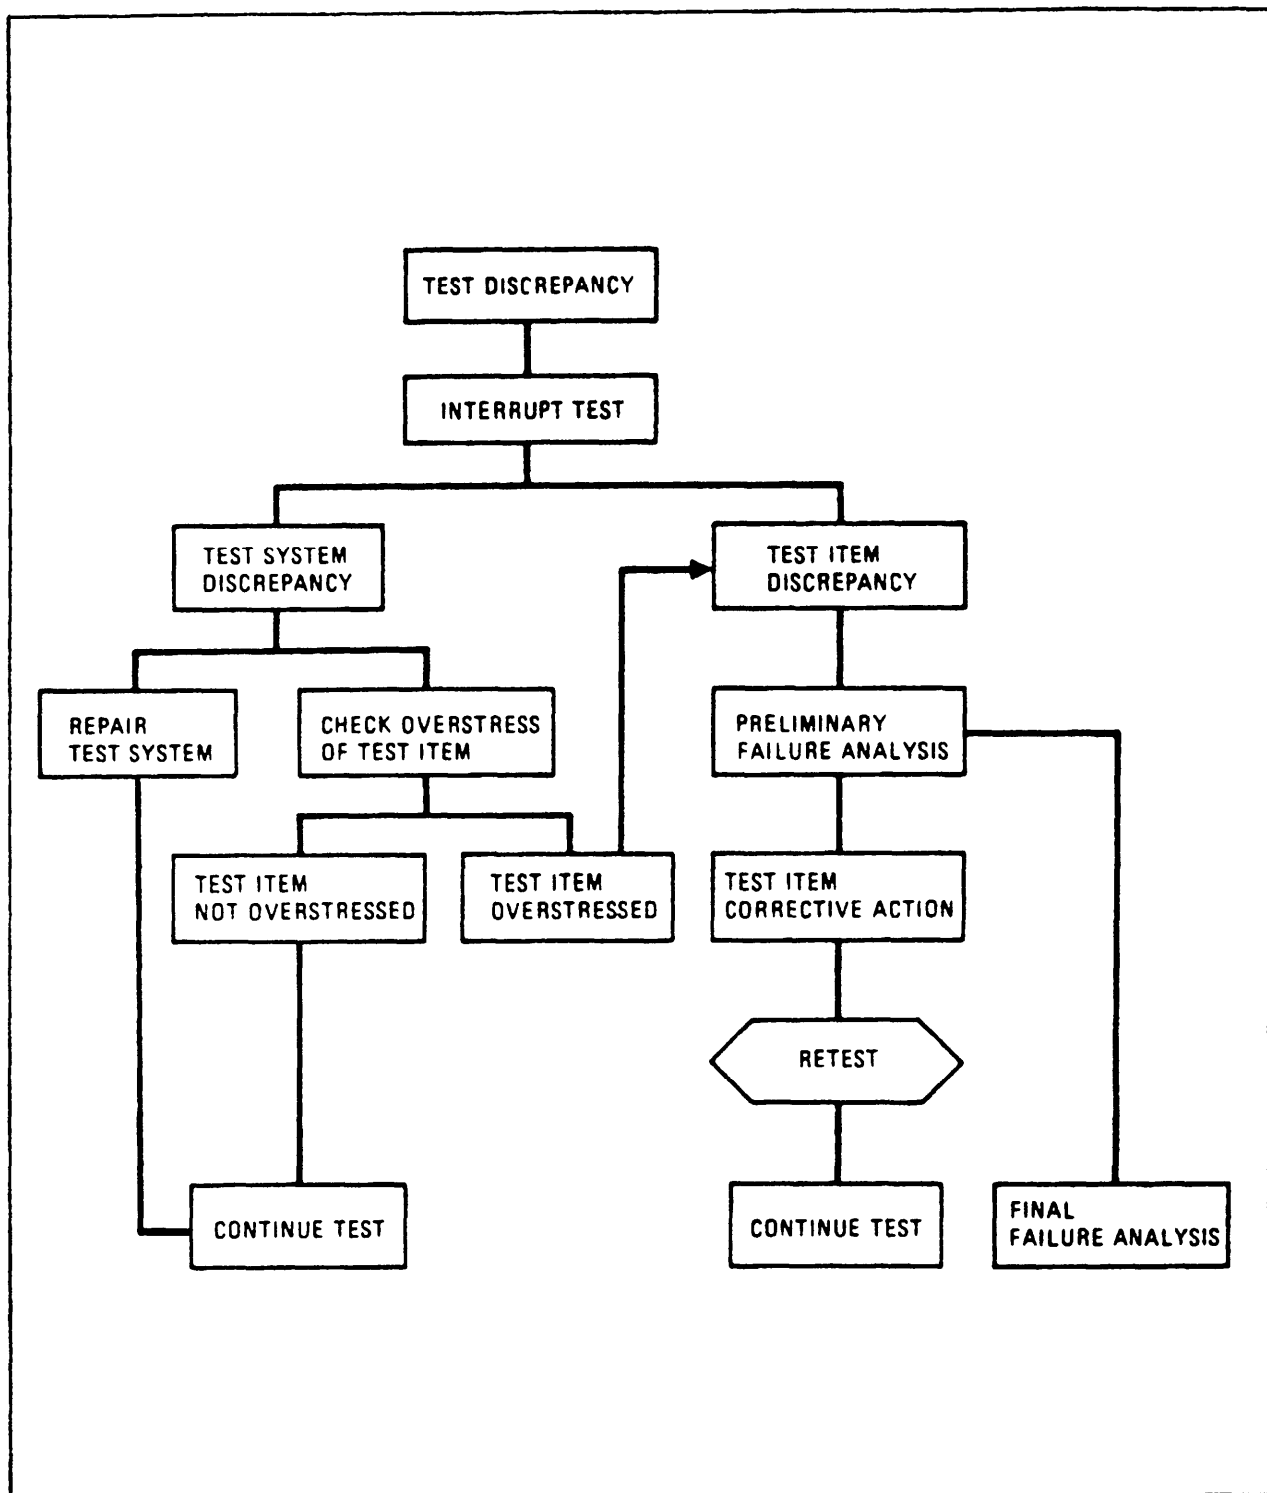 TEST DISCREPANCY
INTERRUPT TEST
TEST SYSTEM
DISCREPANCY
TEST ITEM
DISCREPANCY
REPAIR
TEST SYSTEM
CHECK OVERSTRESS
OF TEST ITEM
PRELIMINARY
FAILURE ANALYSIS
TEST ITEM
NOT OVERSTRESSED
TEST ITEM
OVERSTRESSED
TEST ITEM
CORRECTIVE ACTION
RETEST
CONTINUE TEST
CONTINUE TEST
FINAL
FAILURE ANALYSIS